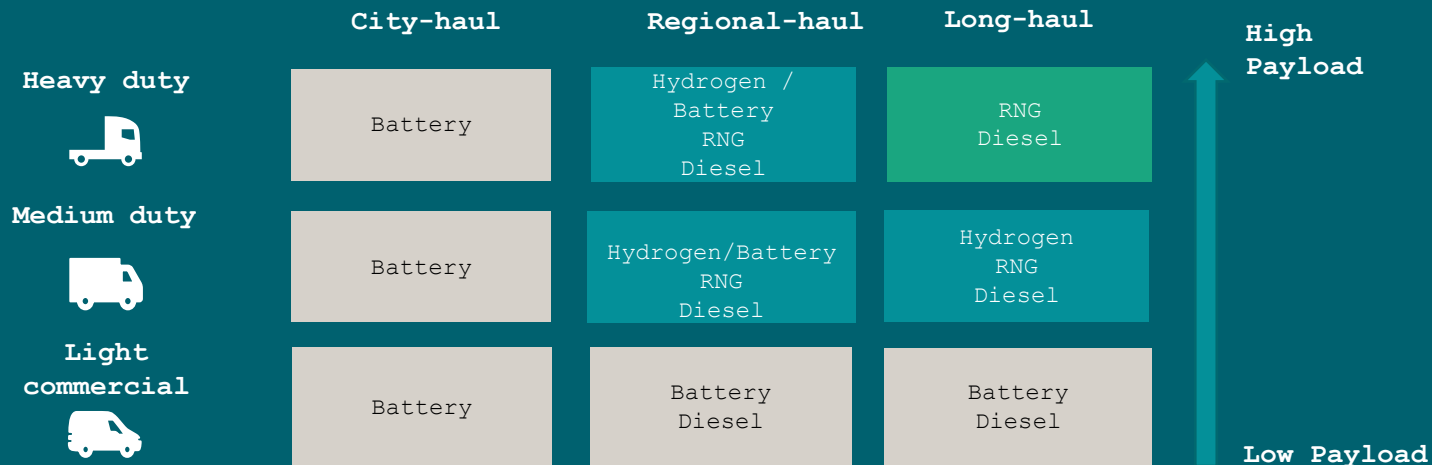 City-haul
Regional-haul
Long-haul
High
Payload
Heavy duty
Battery
Hydrogen /
Battery
RNG
Diesel
RNG
Diesel
Medium duty
Battery
Hydrogen/Battery
RNG
Diesel
Hydrogen
RNG
Diesel
Light
commercial
Battery
Battery
Diesel
Battery
Diesel
Low Payload